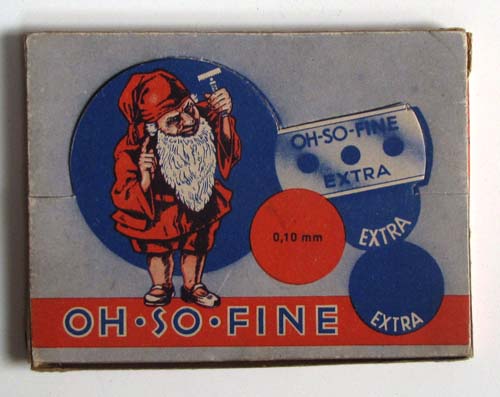 OH-SO-FINE
EXTRA
0,10 mm
EXTRA
EXTRA
OH·SO·FINE